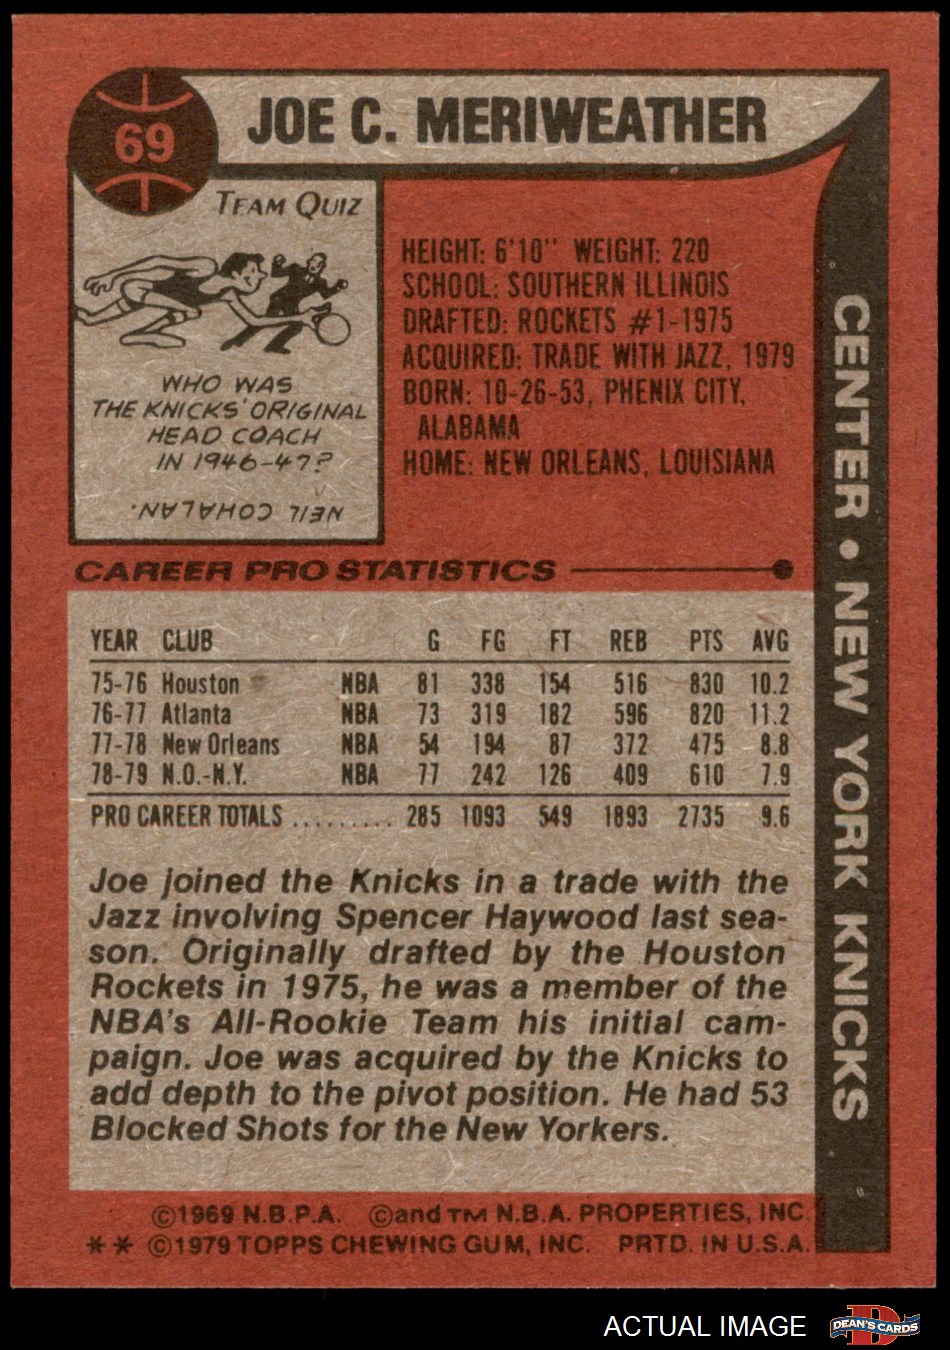 69
JOE C. MERIWEATHER
TEAM QUIZ
WHO WAS
THE KNICKS' ORIGINAL
HEAD COACH
IN 1946-47?
NEIL COHALAN.
HEIGHT: 6'10" WEIGHT: 220
SCHOOL: SOUTHERN ILLINOIS
DRAFTED: ROCKETS #1-1975
ACQUIRED: TRADE WITH JAZZ, 1979
BORN: 10-26-53, PHENIX CITY,
ALABAMA
HOME: NEW ORLEANS, LOUISIANA
CENTER • NEW YORK KNICKS
CAREER PRO STATISTICS
YEAR CLUB G FG FT REB PTS AVG
75-76 Houston NBA 81 338 154 516 830 10.2
76-77 Atlanta NBA 73 319 182 596 820 11.2
77-78 New Orleans NBA 54 194 87 372 475 8.8
78-79 N.O.-N.Y. NBA 77 242 126 409 610 7.9
PRO CAREER TOTALS ......... 285 1093 549 1893 2735 9.6
Joe joined the Knicks in a trade with the
Jazz involving Spencer Haywood last sea-
son. Originally drafted by the Houston
Rockets in 1975, he was a member of the
NBA's All-Rookie Team his initial cam-
paign. Joe was acquired by the Knicks to
add depth to the pivot position. He had 53
Blocked Shots for the New Yorkers.
©1969 N.B.P.A. ©and TM N.B.A. PROPERTIES, INC.
** ©1979 TOPPS CHEWING GUM, INC. PRTD. IN U.S.A.
ACTUAL IMAGE
D
DEAN'S CARDS